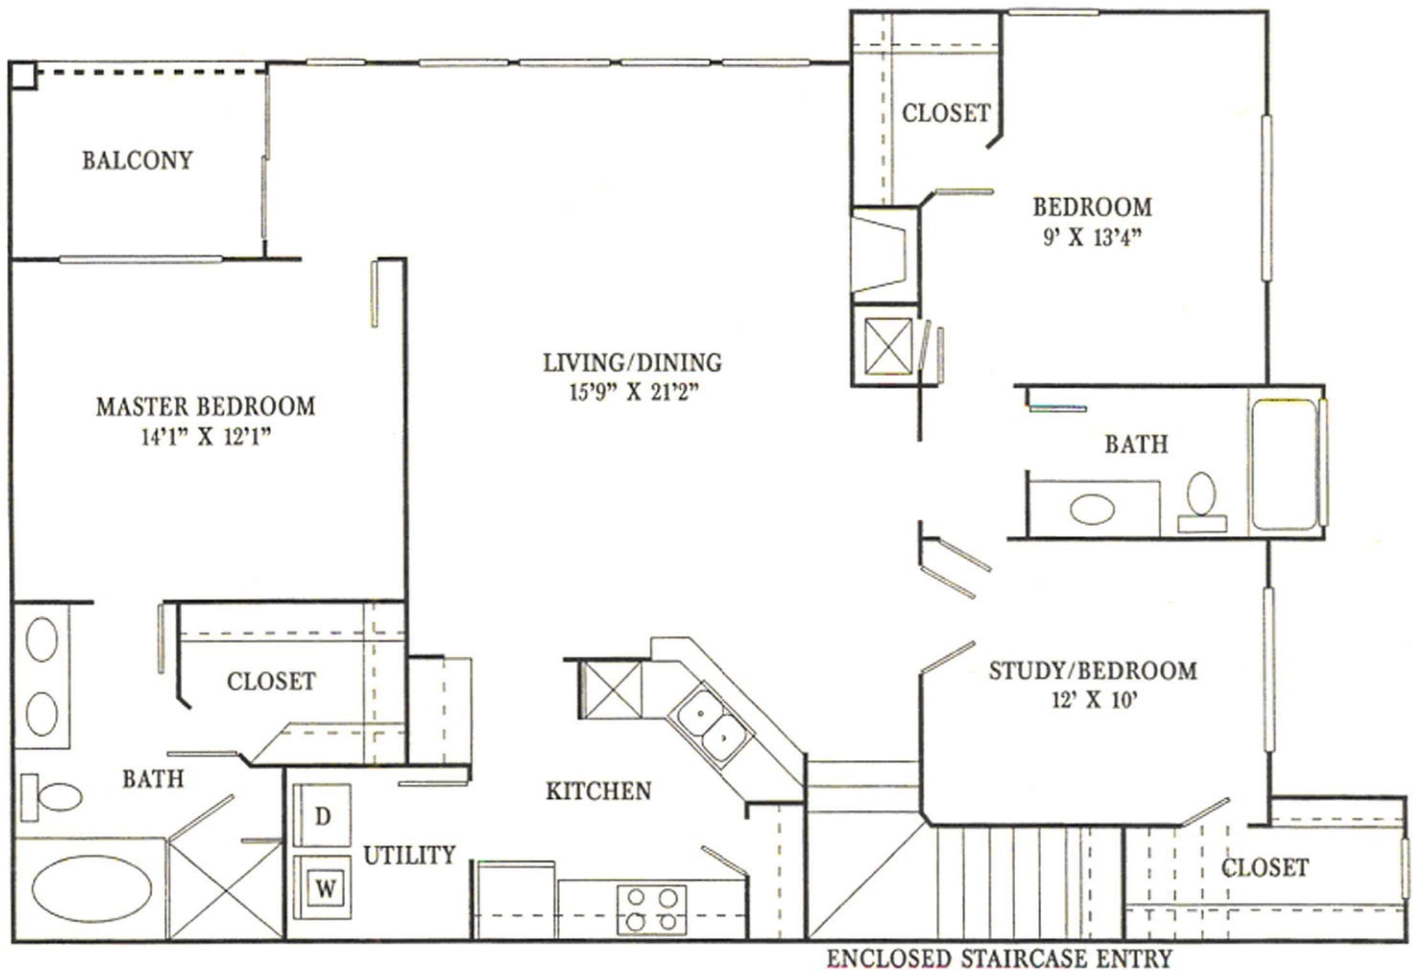 CLOSET
BALCONY
BEDROOM
9' X 13'4"
LIVING/DINING
15'9" X 21'2"
MASTER BEDROOM
14'1" X 12'1"
BATH
CLOSET
STUDY/BEDROOM
12' X 10'
BATH
KITCHEN
D
UTILITY
W
CLOSET
ENCLOSED STAIRCASE ENTRY